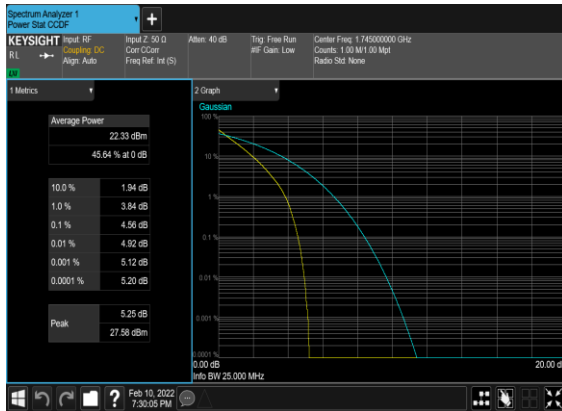 Spectrum Analyzer 1
Power Stat CCDF
+
KEYSIGHT
RL
LXI
Input: RF
Coupling: DC
Align: Auto
Input Z: 50 Ω
Corr CCorr
Freq Ref: Int (S)
Atten: 40 dB
Trig: Free Run
#IF Gain: Low
Center Freq: 1.745000000 GHz
Counts: 1.00 M/1.00 Mpt
Radio Std: None
1 Metrics
Average Power
22.33 dBm
45.64 % at 0 dB
10.0 % 1.94 dB
1.0 % 3.84 dB
0.1 % 4.56 dB
0.01 % 4.92 dB
0.001 % 5.12 dB
0.0001 % 5.20 dB
Peak
5.25 dB
27.58 dBm
2 Graph
Gaussian
100 %
10 %
1 %
0.1 %
0.01 %
0.001 %
0.0001 %
0.00 dB
20.00 d
Info BW 25.000 MHz
?
Feb 10, 2022
7:30:05 PM